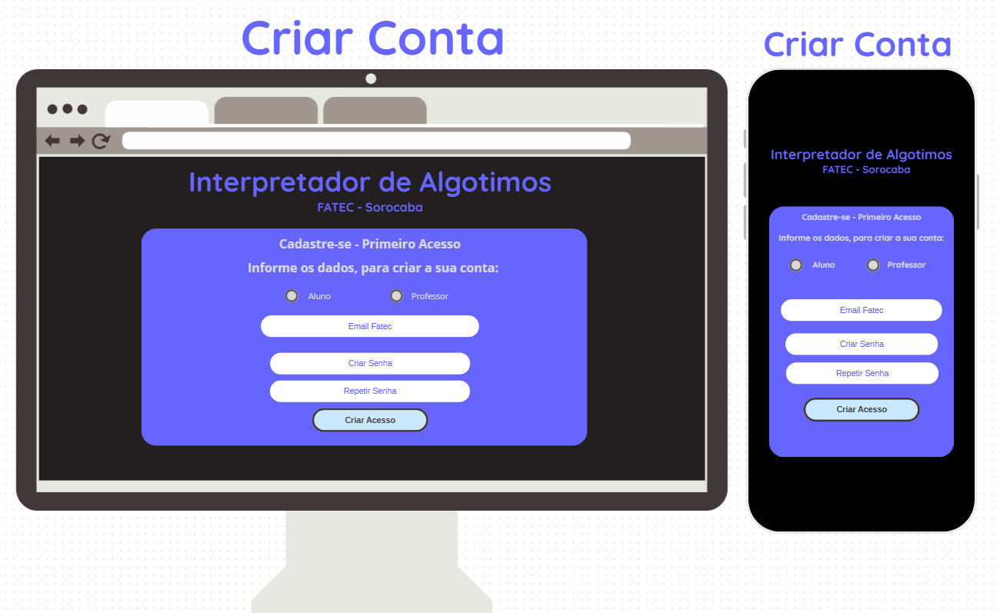 Criar Conta
Interpretador de Algotimos
FATEC - Sorocaba
Cadastre-se - Primeiro Acesso
Informe os dados, para criar a sua conta:
Aluno
Professor
Email Fatec
Criar Senha
Repetir Senha
Criar Acesso
Criar Conta
Interpretador de Algotimos
FATEC - Sorocaba
Cadastre-se - Primeiro Acesso
Informe os dados, para criar a sua conta:
Aluno
Professor
Email Fatec
Criar Senha
Repetir Senha
Criar Acesso